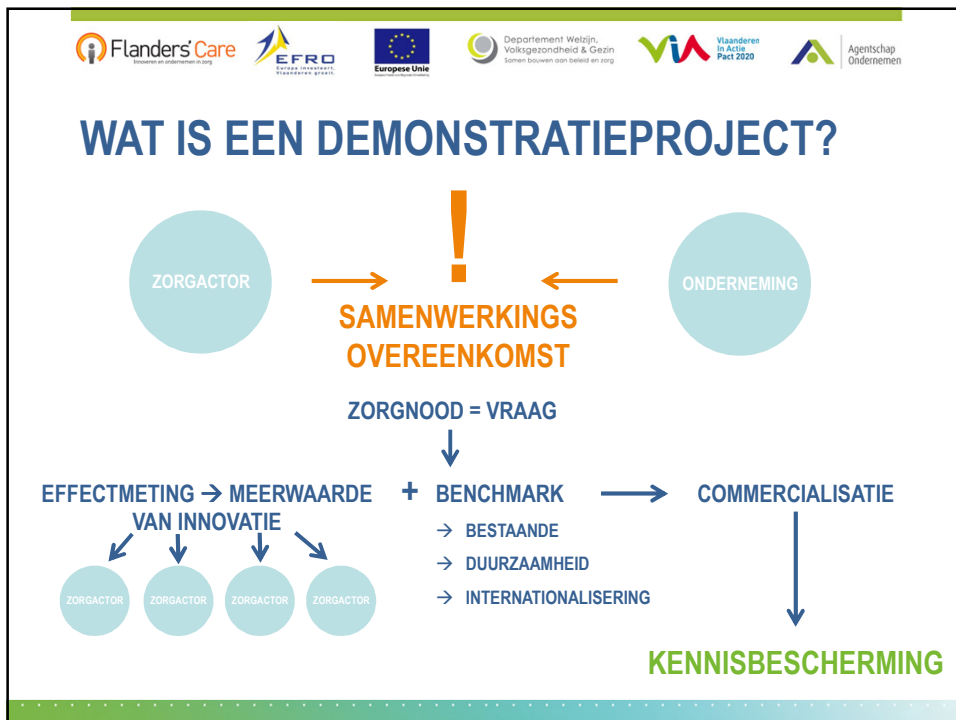 Flanders' Care
Innoveren en ondernemen in zorg
EFRO
Europa investeert,
Vlaanderen groeit.
Europese Unie
Departement Welzijn,
Volksgezondheid & Gezin
Samen bouwen aan beleid en zorg
ViA
Vlaanderen
In Actie
Pact 2020
Agentschap
Ondernemen
WAT IS EEN DEMONSTRATIEPROJECT?
!
ZORGACTOR
ONDERNEMING
SAMENWERKINGS
OVEREENKOMST
ZORGNOOD = VRAAG
EFFECTMETING → MEERWAARDE
VAN INNOVATIE
+ BENCHMARK
COMMERCIALISATIE
→ BESTAANDE
→ DUURZAAMHEID
→ INTERNATIONALISERING
ZORGACTOR
ZORGACTOR
ZORGACTOR
ZORGACTOR
KENNISBESCHERMING